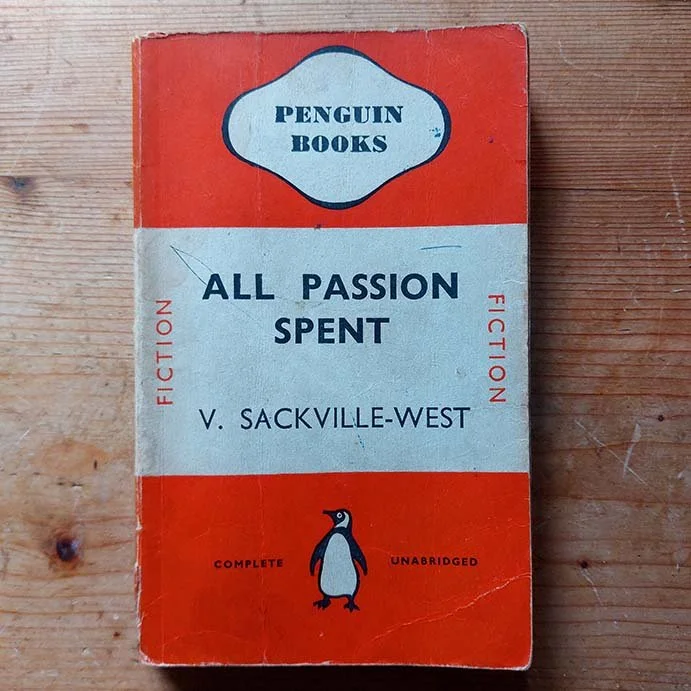 PENGUIN
BOOKS
ALL PASSION
SPENT
FICTION
FICTION
V. SACKVILLE-WEST
COMPLETE UNABRIDGED